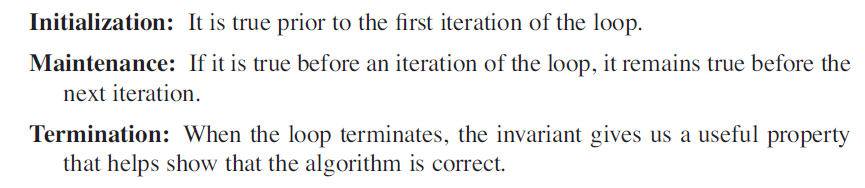 Initialization: It is true prior to the first iteration of the loop.
Maintenance: If it is true before an iteration of the loop, it remains true before the
next iteration.
Termination: When the loop terminates, the invariant gives us a useful property
that helps show that the algorithm is correct.